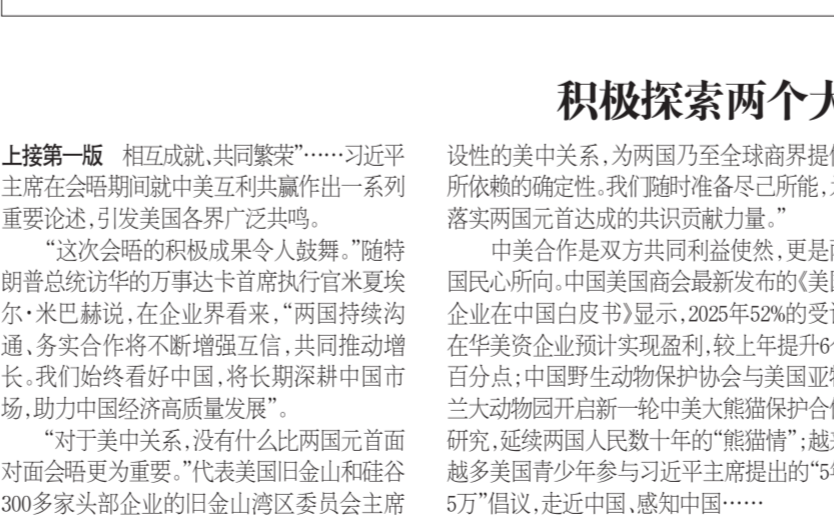 积极探索两个大
上接第一版 相互成就、共同繁荣”……习近平
主席在会晤期间就中美互利共赢作出一系列
重要论述,引发美国各界广泛共鸣。
“这次会晤的积极成果令人鼓舞。”随特
朗普总统访华的万事达卡首席执行官米夏埃
尔·米巴赫说,在企业界看来,“两国持续沟
通、务实合作将不断增强互信,共同推动增
长。我们始终看好中国,将长期深耕中国市
场,助力中国经济高质量发展”。
“对于美中关系,没有什么比两国元首面
对面会晤更为重要。”代表美国旧金山和硅谷
300多家头部企业的旧金山湾区委员会主席
设性的美中关系,为两国乃至全球商界提供
所依赖的确定性。我们随时准备尽己所能,
落实两国元首达成的共识贡献力量。”
中美合作是双方共同利益使然,更是两
国民心所向。中国美国商会最新发布的《美国
企业在中国白皮书》显示,2025年52%的受访
在华美资企业预计实现盈利,较上年提升6个
百分点;中国野生动物保护协会与美国亚特
兰大动物园开启新一轮中美大熊猫保护合作
研究,延续两国人民数十年的“熊猫情”;越来
越多美国青少年参与习近平主席提出的“5年
5万”倡议,走近中国、感知中国……